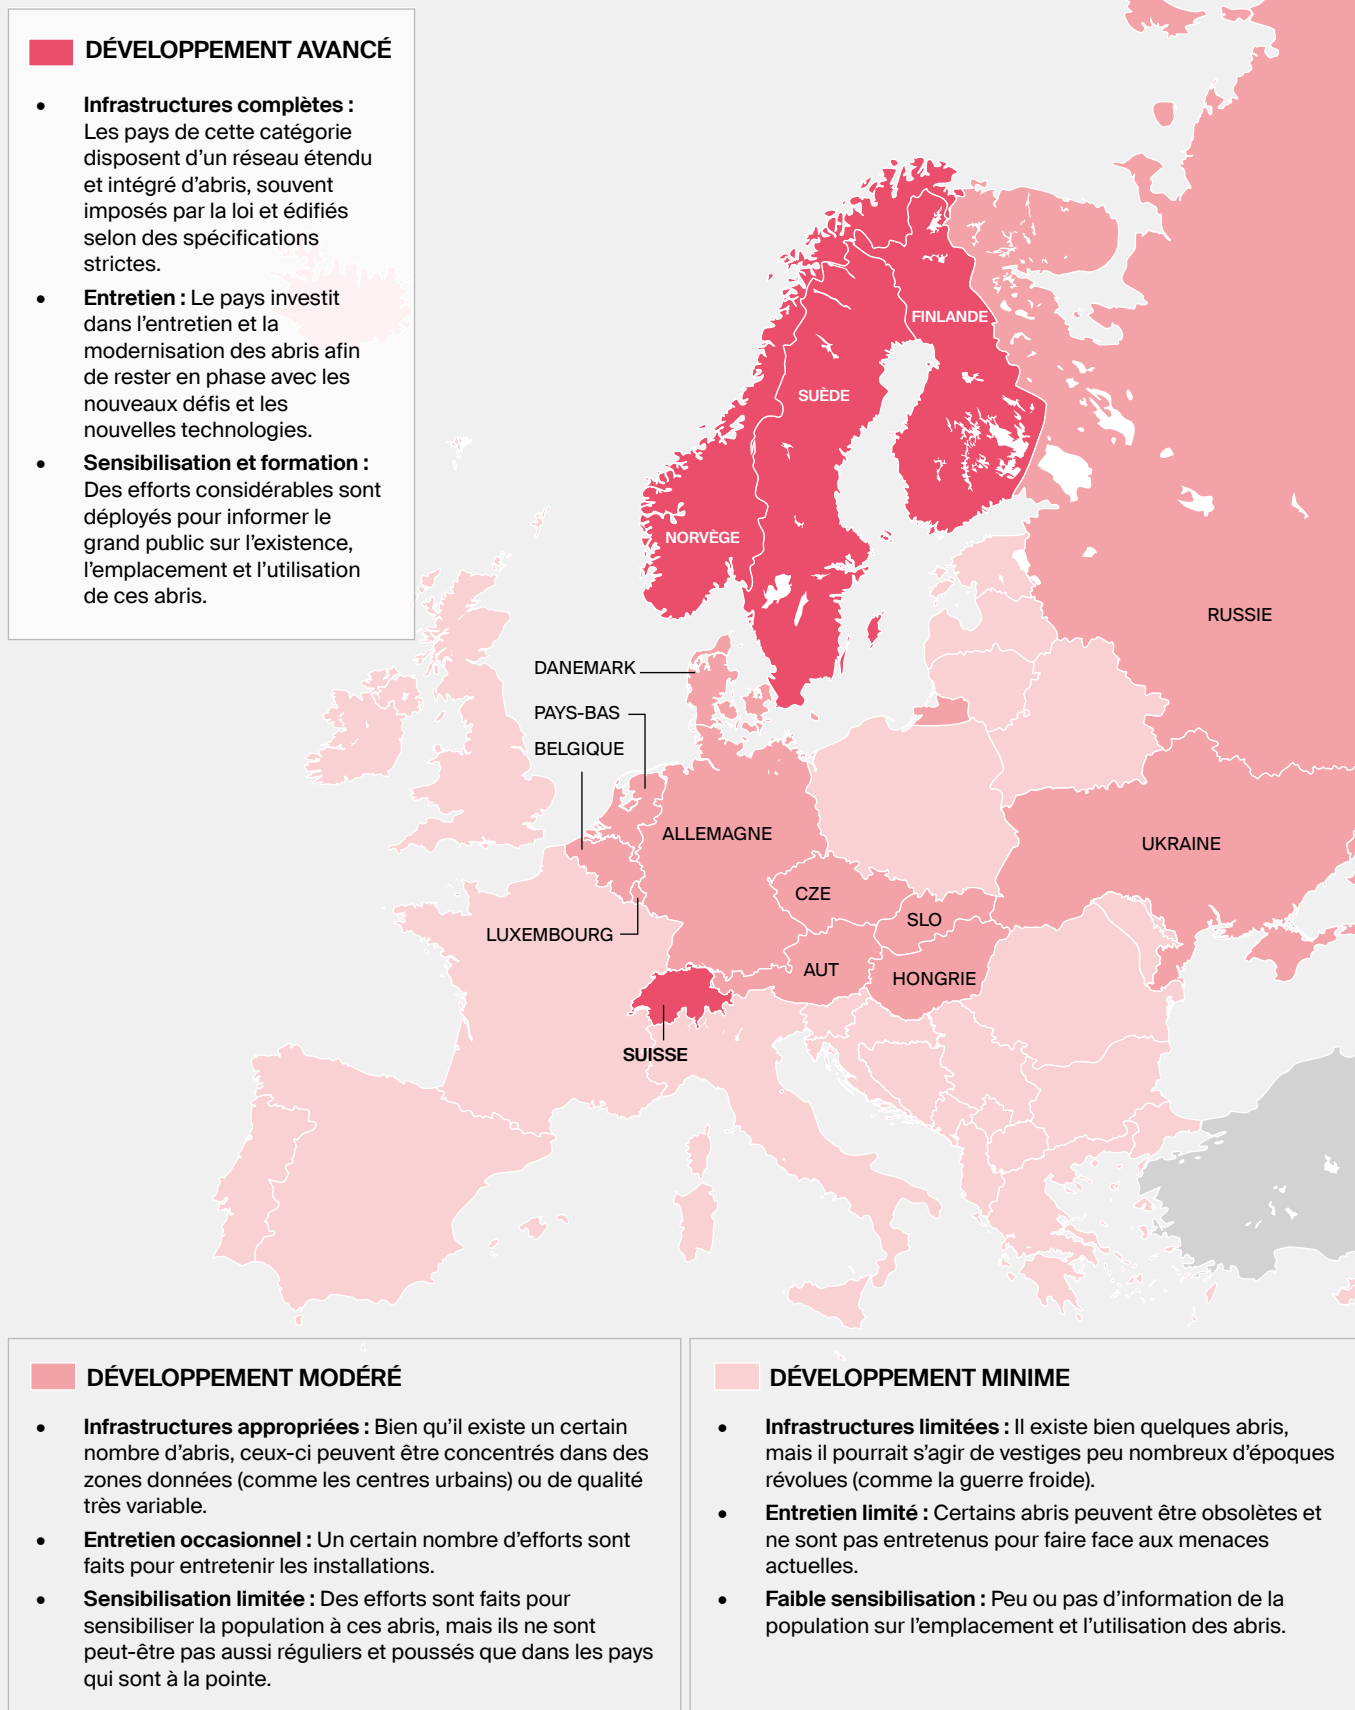 DÉVELOPPEMENT AVANCÉ
• Infrastructures complètes :
Les pays de cette catégorie
disposent d’un réseau étendu
et intégré d’abris, souvent
imposés par la loi et édifiés
selon des spécifications
strictes.
• Entretien : Le pays investit
dans l’entretien et la
modernisation des abris afin
de rester en phase avec les
nouveaux défis et les
nouvelles technologies.
• Sensibilisation et formation :
Des efforts considérables sont
déployés pour informer le
grand public sur l’existence,
l’emplacement et l’utilisation
de ces abris.
FINLANDE
SUÈDE
NORVÈGE
RUSSIE
DANEMARK
PAYS-BAS
BELGIQUE
ALLEMAGNE
UKRAINE
CZE
SLO
LUXEMBOURG
AUT
HONGRIE
SUISSE
DÉVELOPPEMENT MODÉRÉ
• Infrastructures appropriées : Bien qu’il existe un certain
nombre d’abris, ceux-ci peuvent être concentrés dans des
zones données (comme les centres urbains) ou de qualité
très variable.
• Entretien occasionnel : Un certain nombre d’efforts sont
faits pour entretenir les installations.
• Sensibilisation limitée : Des efforts sont faits pour
sensibiliser la population à ces abris, mais ils ne sont
peut-être pas aussi réguliers et poussés que dans les pays
qui sont à la pointe.
DÉVELOPPEMENT MINIME
• Infrastructures limitées : Il existe bien quelques abris,
mais il pourrait s’agir de vestiges peu nombreux d’époques
révolues (comme la guerre froide).
• Entretien limité : Certains abris peuvent être obsolètes et
ne sont pas entretenus pour faire face aux menaces
actuelles.
• Faible sensibilisation : Peu ou pas d’information de la
population sur l’emplacement et l’utilisation des abris.